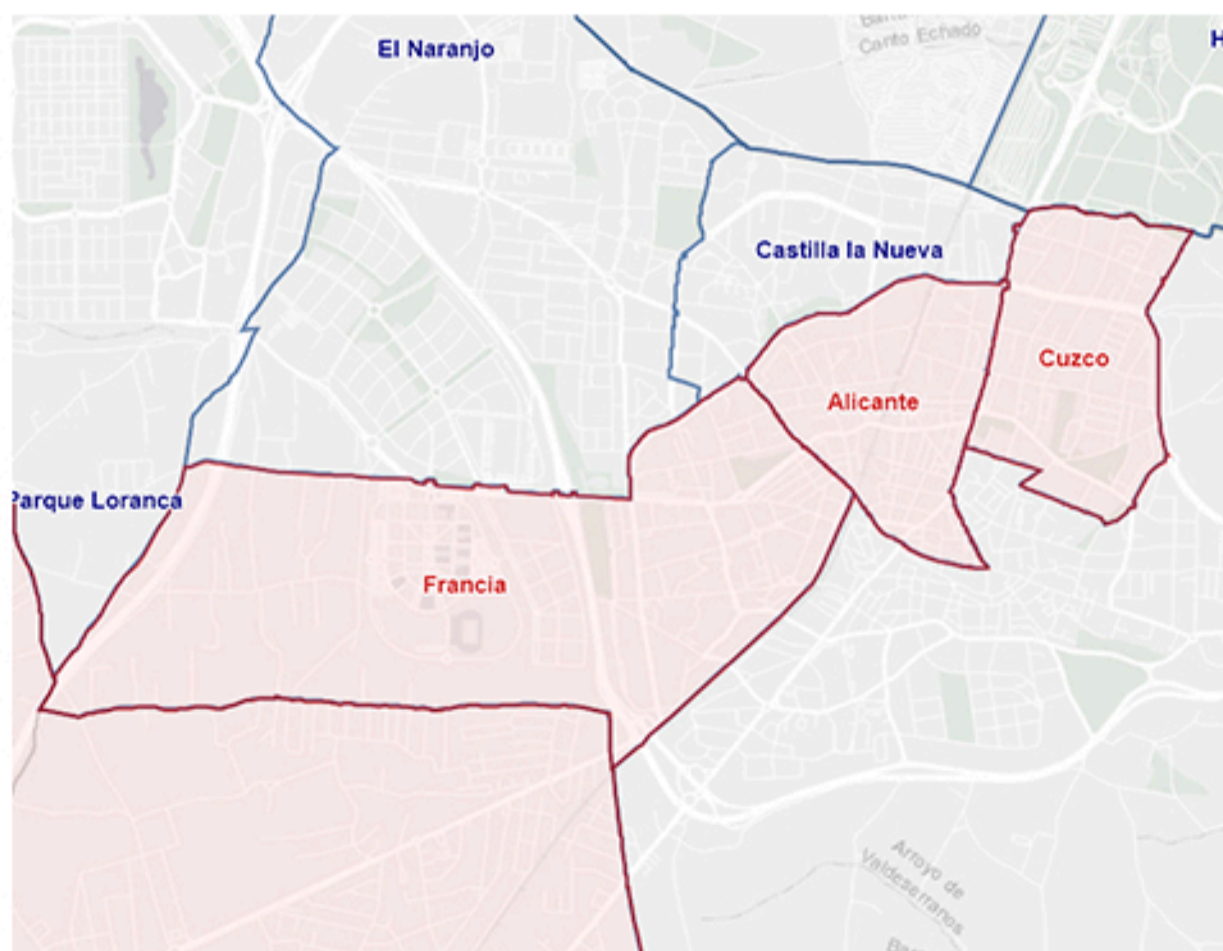 El Naranjo
Canto Echado
H
Castilla la Nueva
Cuzco
Alicante
Parque Loranca
Francia
Arroyo de
Valdeserranos